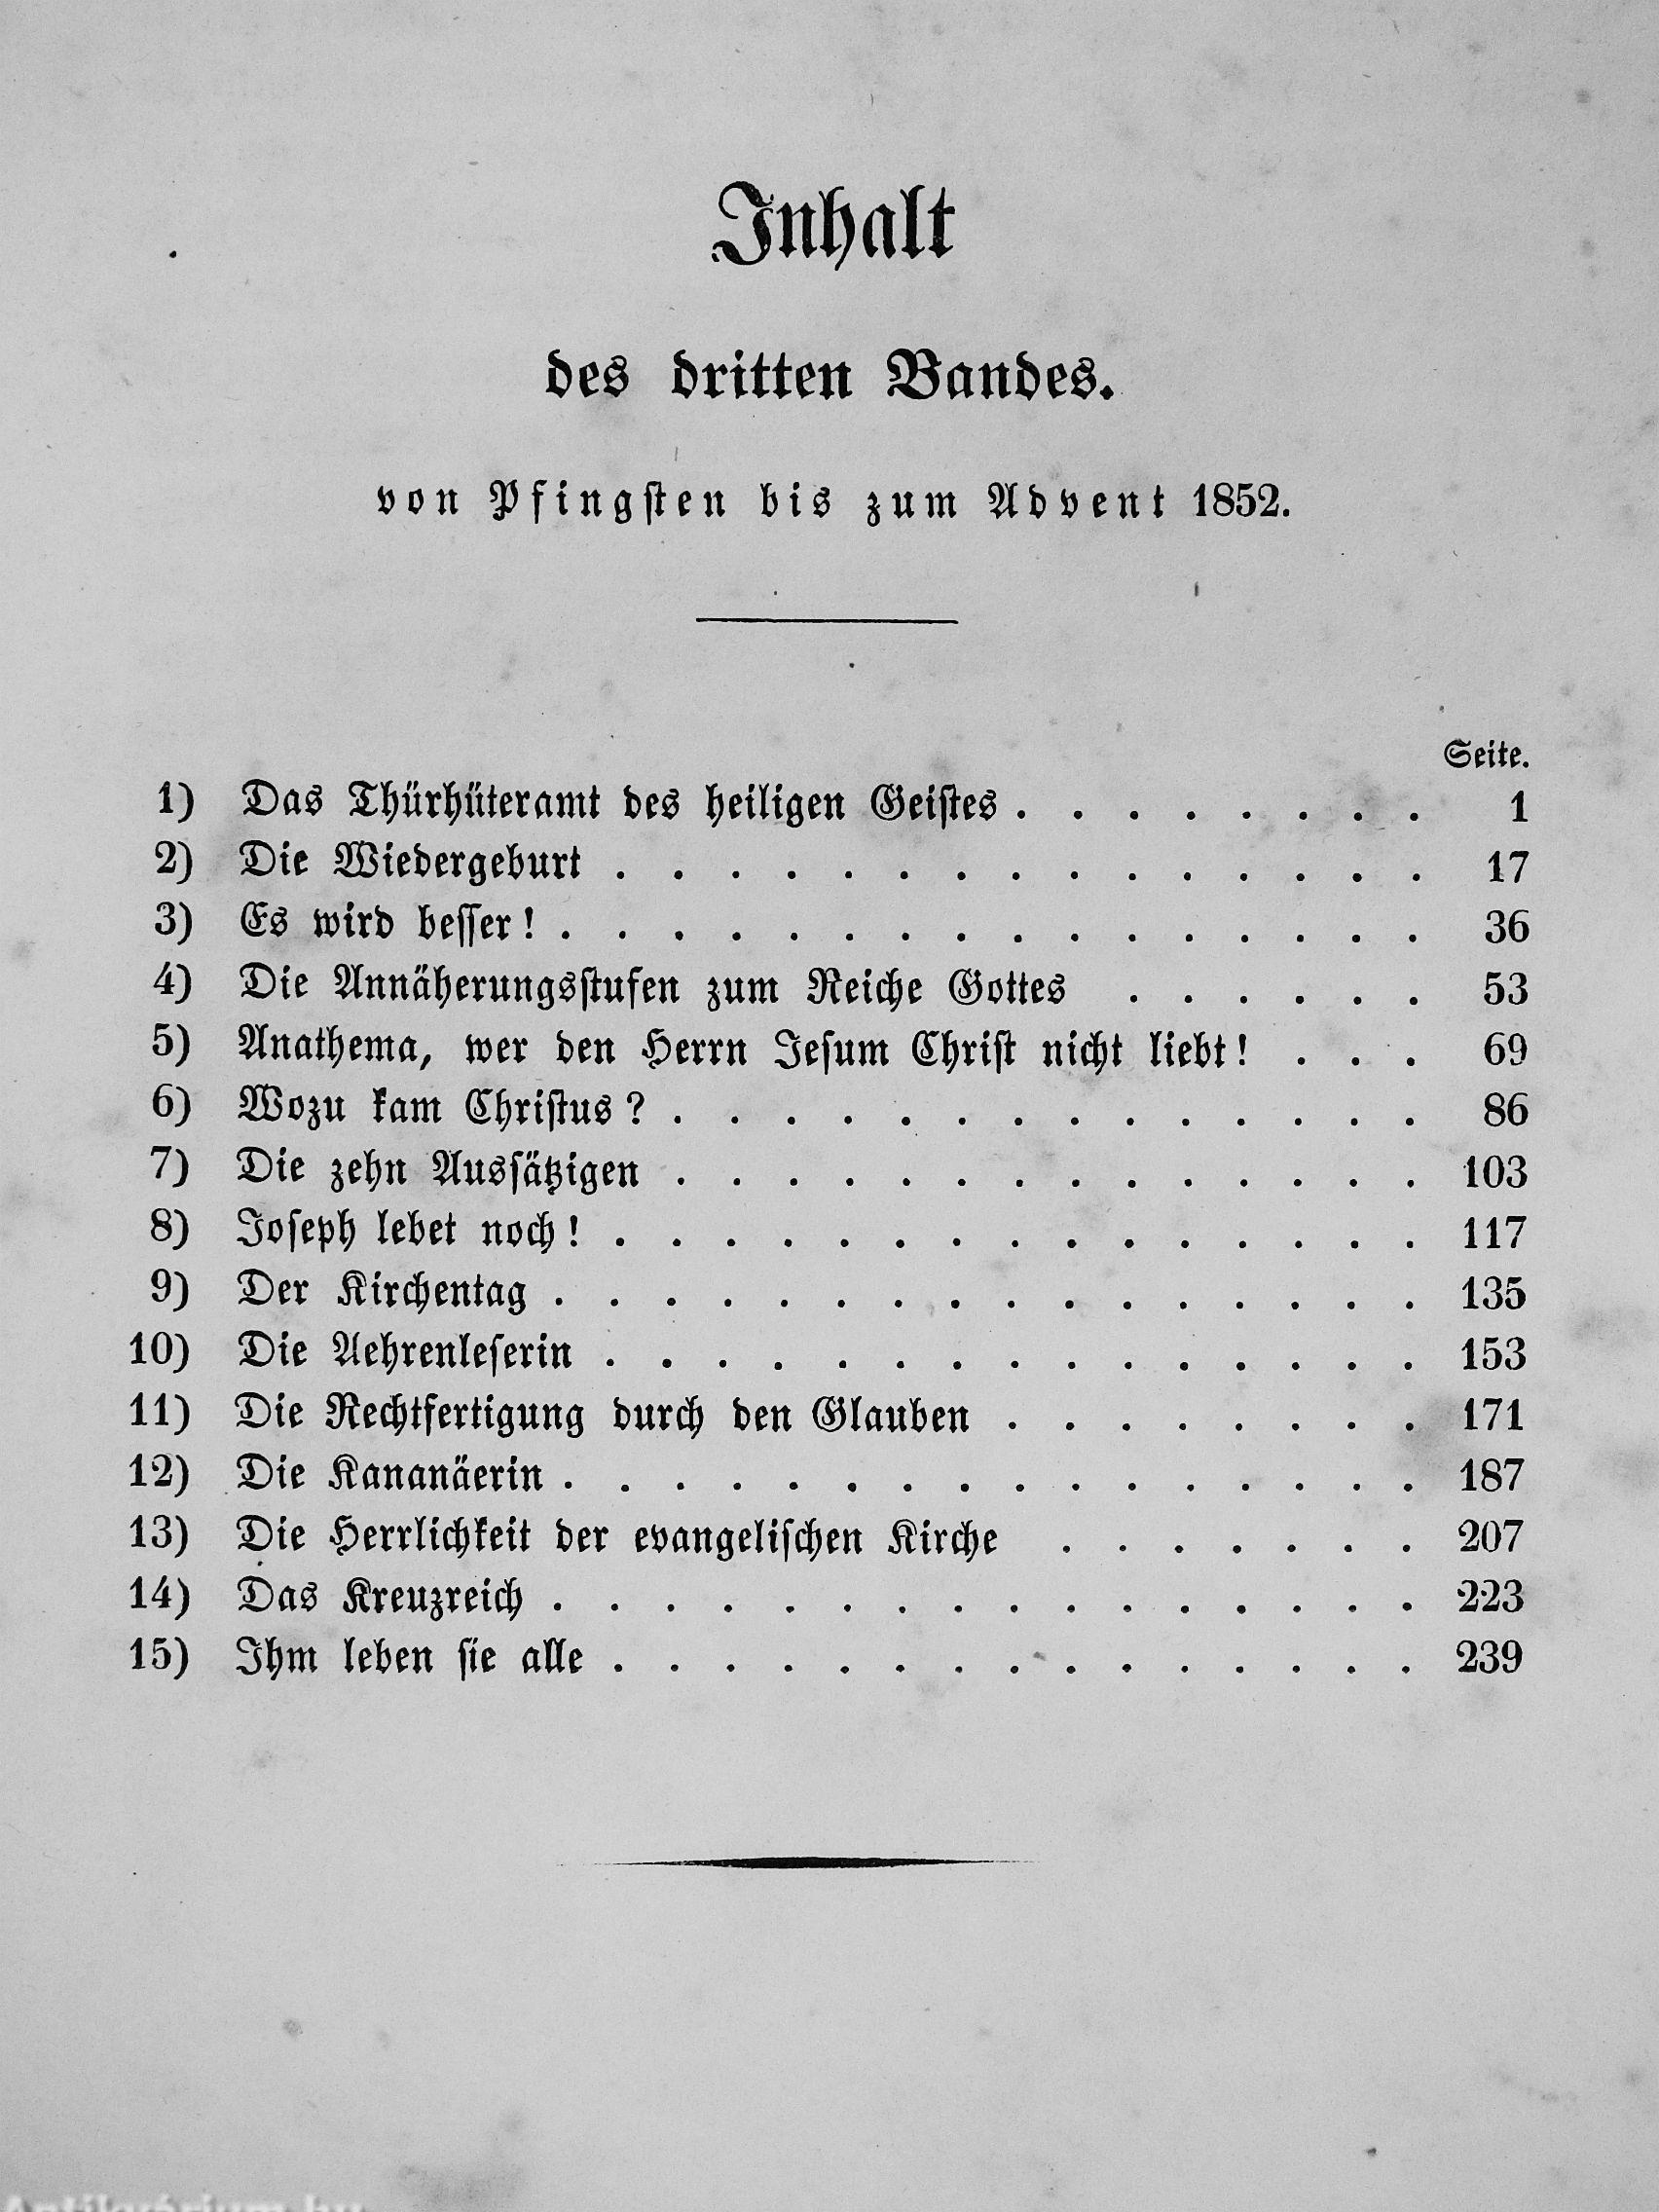 Inhalt
des dritten Bandes.
von Pfingsten bis zum Advent 1852.
Seite.
1) Das Thürhüteramt des heiligen Geistes . . . . . . . . 1
2) Die Wiedergeburt . . . . . . . . . . . . . . . 17
3) Es wird besser! . . . . . . . . . . . . . . . . 36
4) Die Annäherungsstufen zum Reiche Gottes . . . . . . 53
5) Anathema, wer den Herrn Jesum Christ nicht liebt! . . . 69
6) Wozu kam Christus? . . . . . . . . . . . . . . 86
7) Die zehn Aussätzigen . . . . . . . . . . . . . . 103
8) Joseph lebet noch! . . . . . . . . . . . . . . . 117
9) Der Kirchentag . . . . . . . . . . . . . . . . 135
10) Die Aehrenleserin . . . . . . . . . . . . . . . 153
11) Die Rechtfertigung durch den Glauben . . . . . . . . 171
12) Die Kananäerin . . . . . . . . . . . . . . . . 187
13) Die Herrlichkeit der evangelischen Kirche . . . . . . . 207
14) Das Kreuzreich . . . . . . . . . . . . . . . . 223
15) Ihm leben sie alle . . . . . . . . . . . . . . . 239
Antikvárium.hu